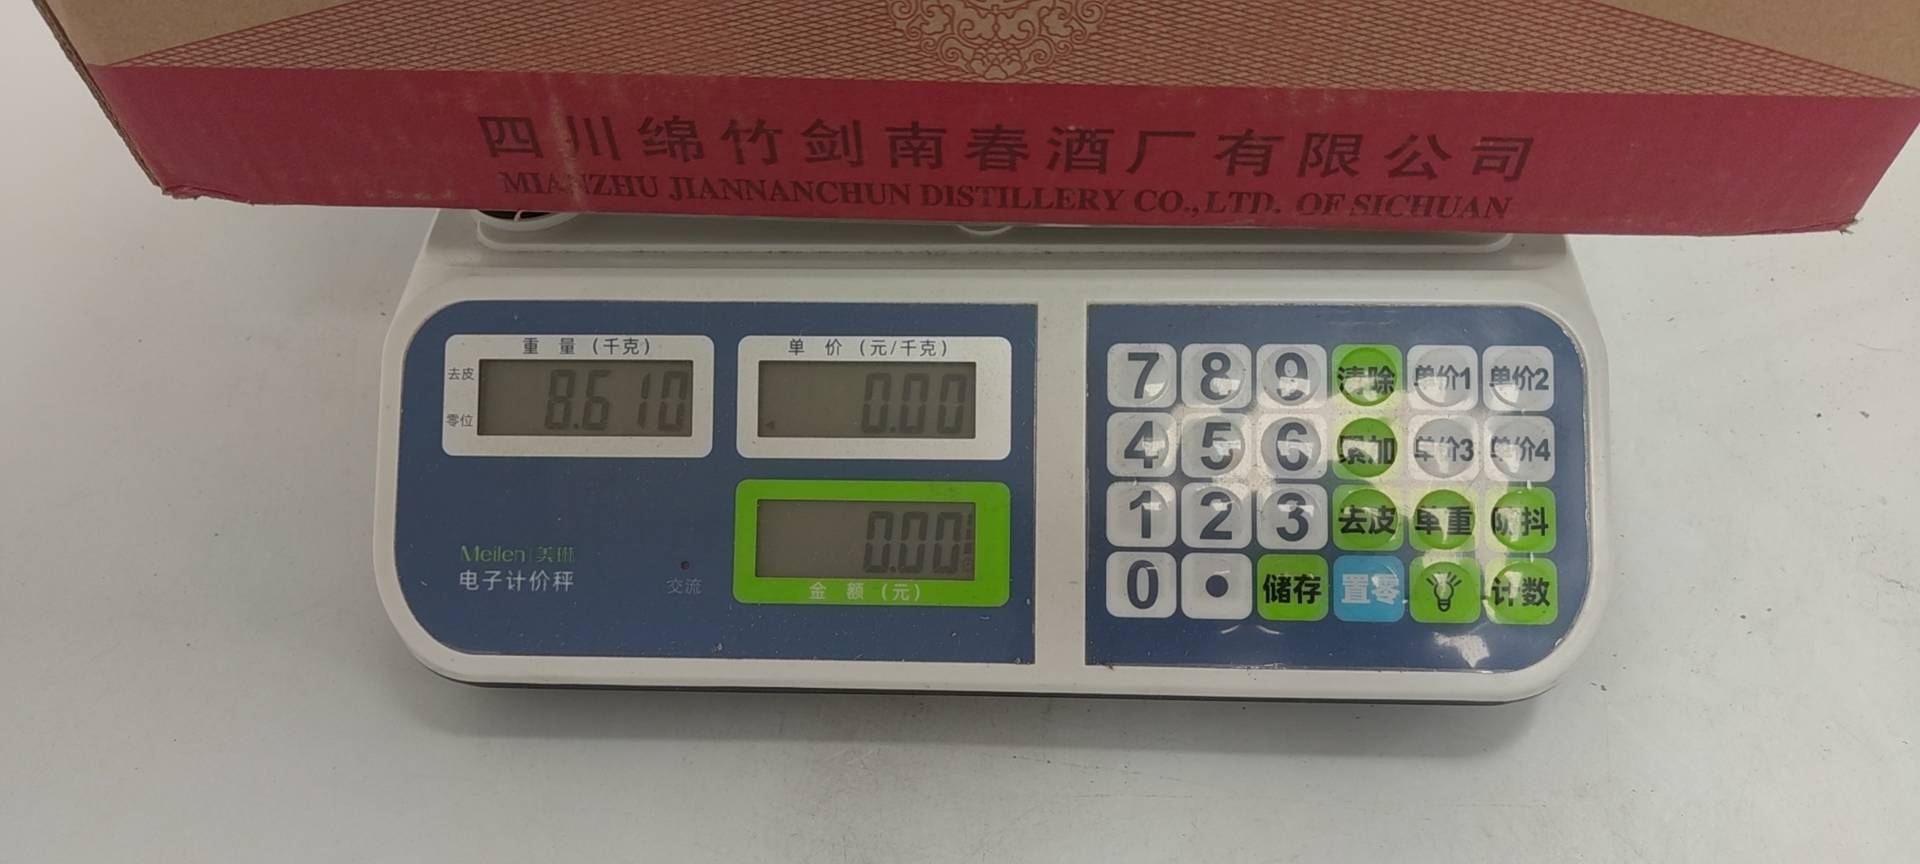 四川绵竹剑南春酒厂有限公司
MIANZHU JIANNANCHUN DISTILLERY CO.,LTD. OF SICHUAN
重 量 (千克)
去皮
零位
8.610
单 价 (元/千克)
0.00
0.00
金 额 (元)
Meilen|美琳
电子计价秤
交流
7 8 9 清除 单价1 单价2
4 5 6 累加 单价3 单价4
1 2 3 去皮 单重 防抖
0 • 储存 置零 计数